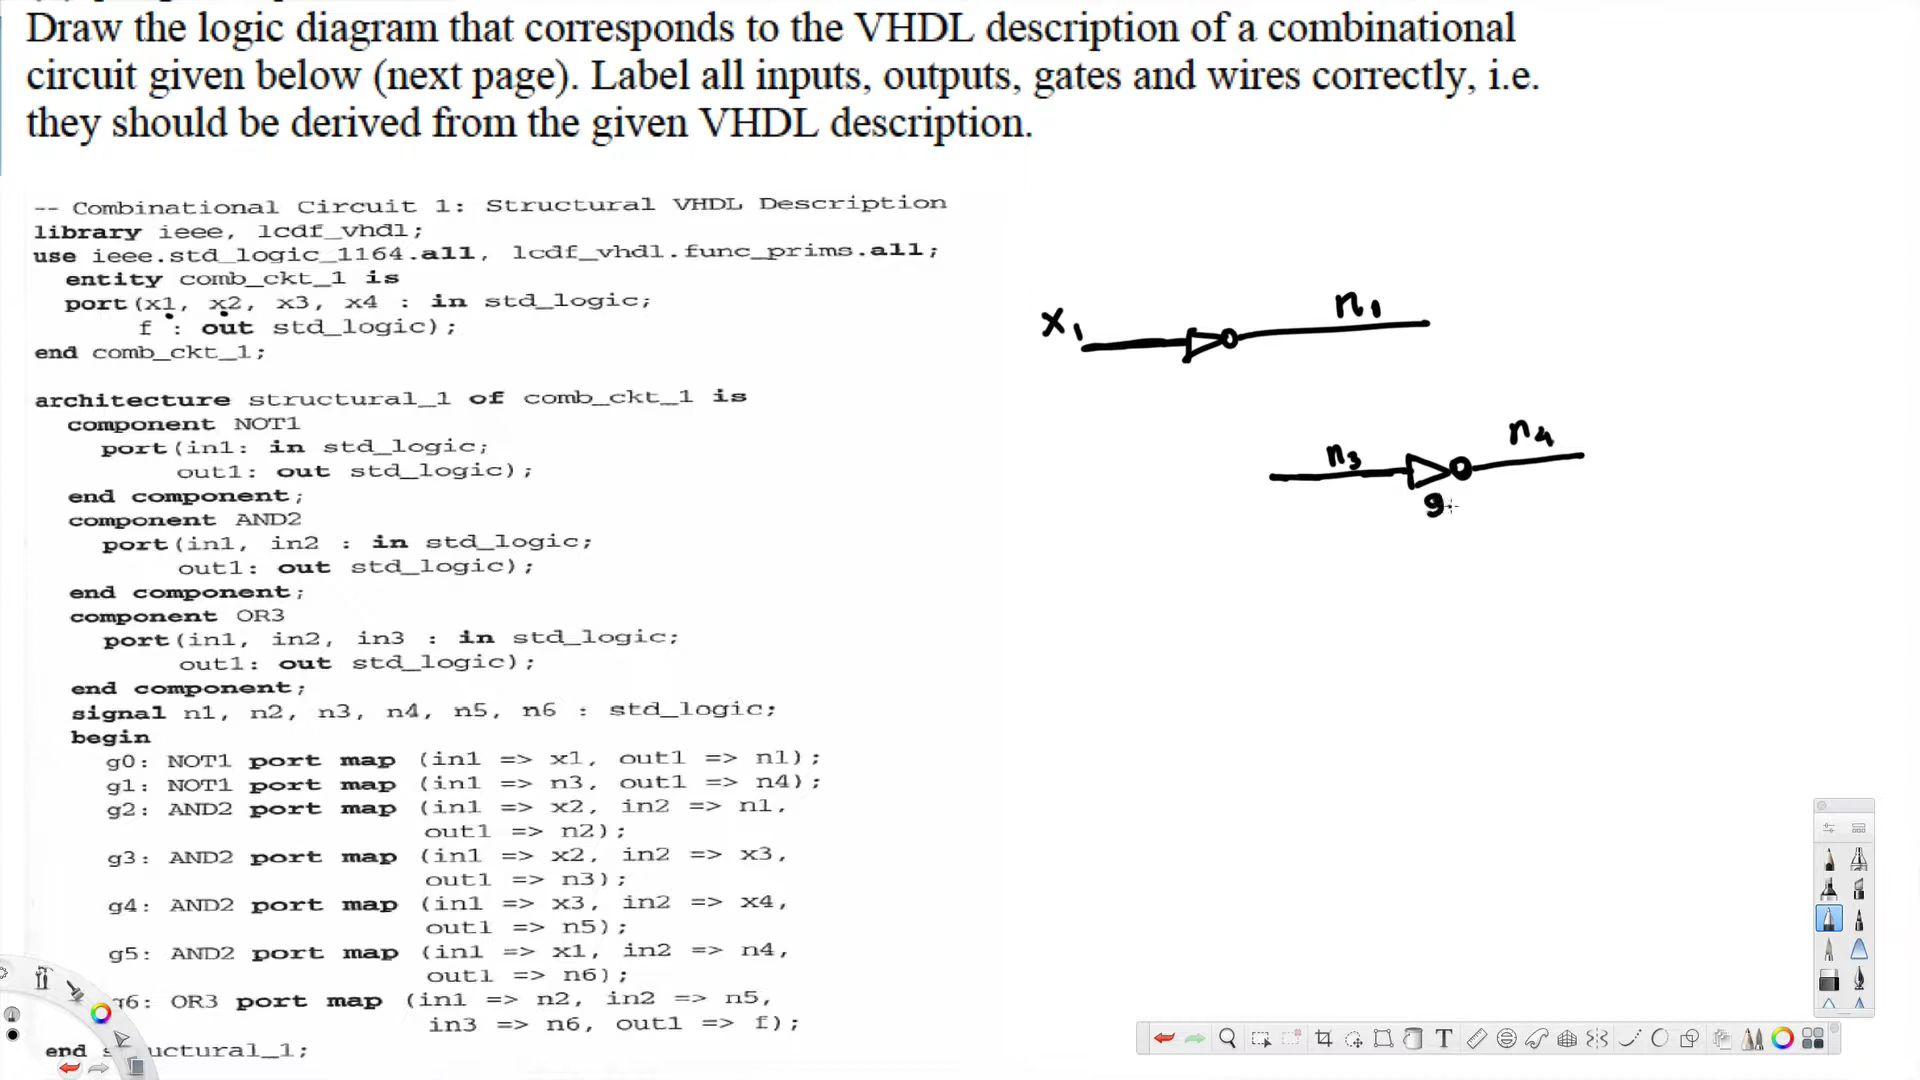 Draw the logic diagram that corresponds to the VHDL description of a combinational
circuit given below (next page). Label all inputs, outputs, gates and wires correctly, i.e.
they should be derived from the given VHDL description.
-- Combinational Circuit 1: Structural VHDL Description
library ieee, lcdf_vhdl;
use ieee.std_logic_1164.all, lcdf_vhdl.func_prims.all;
entity comb_ckt_1 is
port(x1, x2, x3, x4 : in std_logic;
f : out std_logic);
end comb_ckt_1;
architecture structural_1 of comb_ckt_1 is
component NOT1
port(in1: in std_logic;
out1: out std_logic);
end component;
component AND2
port(in1, in2 : in std_logic;
out1: out std_logic);
end component;
component OR3
port(in1, in2, in3 : in std_logic;
out1: out std_logic);
end component;
signal n1, n2, n3, n4, n5, n6 : std_logic;
begin
g0: NOT1 port map (in1 => x1, out1 => n1);
g1: NOT1 port map (in1 => n3, out1 => n4);
g2: AND2 port map (in1 => x2, in2 => n1,
out1 => n2);
g3: AND2 port map (in1 => x2, in2 => x3,
out1 => n3);
g4: AND2 port map (in1 => x3, in2 => x4,
out1 => n5);
g5: AND2 port map (in1 => x1, in2 => n4,
out1 => n6);
g6: OR3 port map (in1 => n2, in2 => n5,
in3 => n6, out1 => f);
end structural_1;
x1
n1
n3
n4
g
T